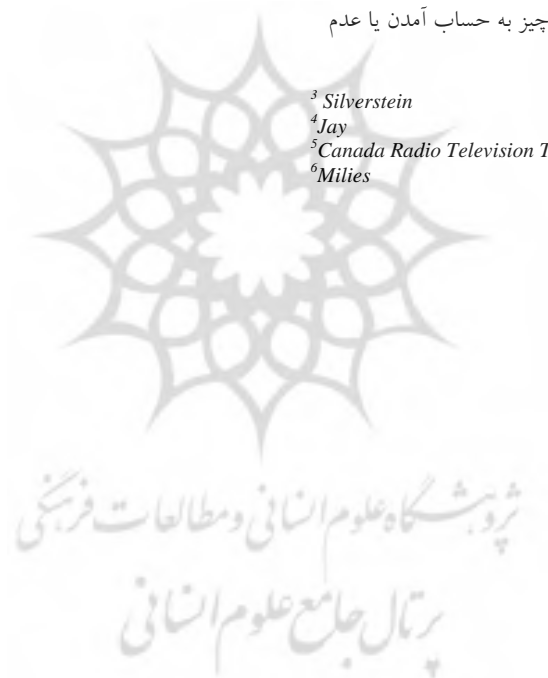 چیز به حساب آمدن یا عدم
3 Silverstein
4 Jay
5 Canada Radio Television T
6 Milies
پژوهشگاه علوم انسانی و مطالعات فرهنگی
پرتال جامع علوم انسانی